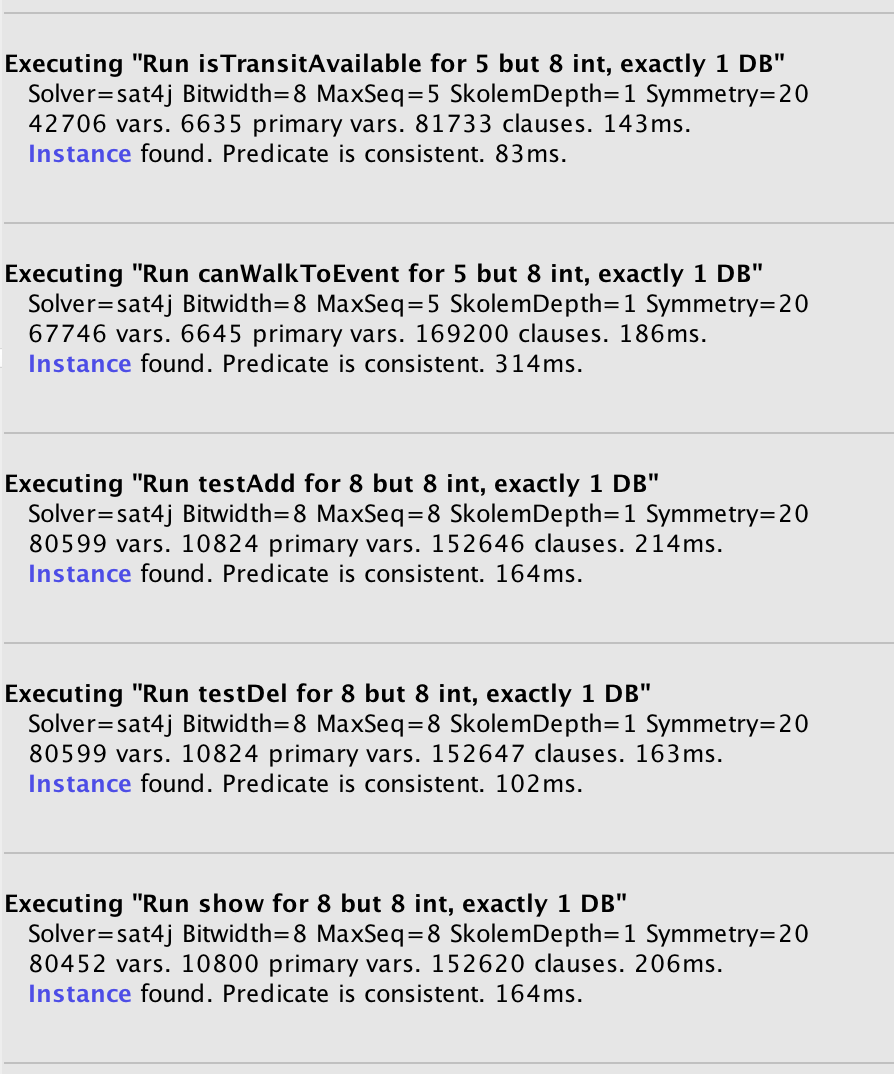 Executing "Run isTransitAvailable for 5 but 8 int, exactly 1 DB"
Solver=sat4j Bitwidth=8 MaxSeq=5 SkolemDepth=1 Symmetry=20
42706 vars. 6635 primary vars. 81733 clauses. 143ms.
Instance found. Predicate is consistent. 83ms.
Executing "Run canWalkToEvent for 5 but 8 int, exactly 1 DB"
Solver=sat4j Bitwidth=8 MaxSeq=5 SkolemDepth=1 Symmetry=20
67746 vars. 6645 primary vars. 169200 clauses. 186ms.
Instance found. Predicate is consistent. 314ms.
Executing "Run testAdd for 8 but 8 int, exactly 1 DB"
Solver=sat4j Bitwidth=8 MaxSeq=8 SkolemDepth=1 Symmetry=20
80599 vars. 10824 primary vars. 152646 clauses. 214ms.
Instance found. Predicate is consistent. 164ms.
Executing "Run testDel for 8 but 8 int, exactly 1 DB"
Solver=sat4j Bitwidth=8 MaxSeq=8 SkolemDepth=1 Symmetry=20
80599 vars. 10824 primary vars. 152647 clauses. 163ms.
Instance found. Predicate is consistent. 102ms.
Executing "Run show for 8 but 8 int, exactly 1 DB"
Solver=sat4j Bitwidth=8 MaxSeq=8 SkolemDepth=1 Symmetry=20
80452 vars. 10800 primary vars. 152620 clauses. 206ms.
Instance found. Predicate is consistent. 164ms.